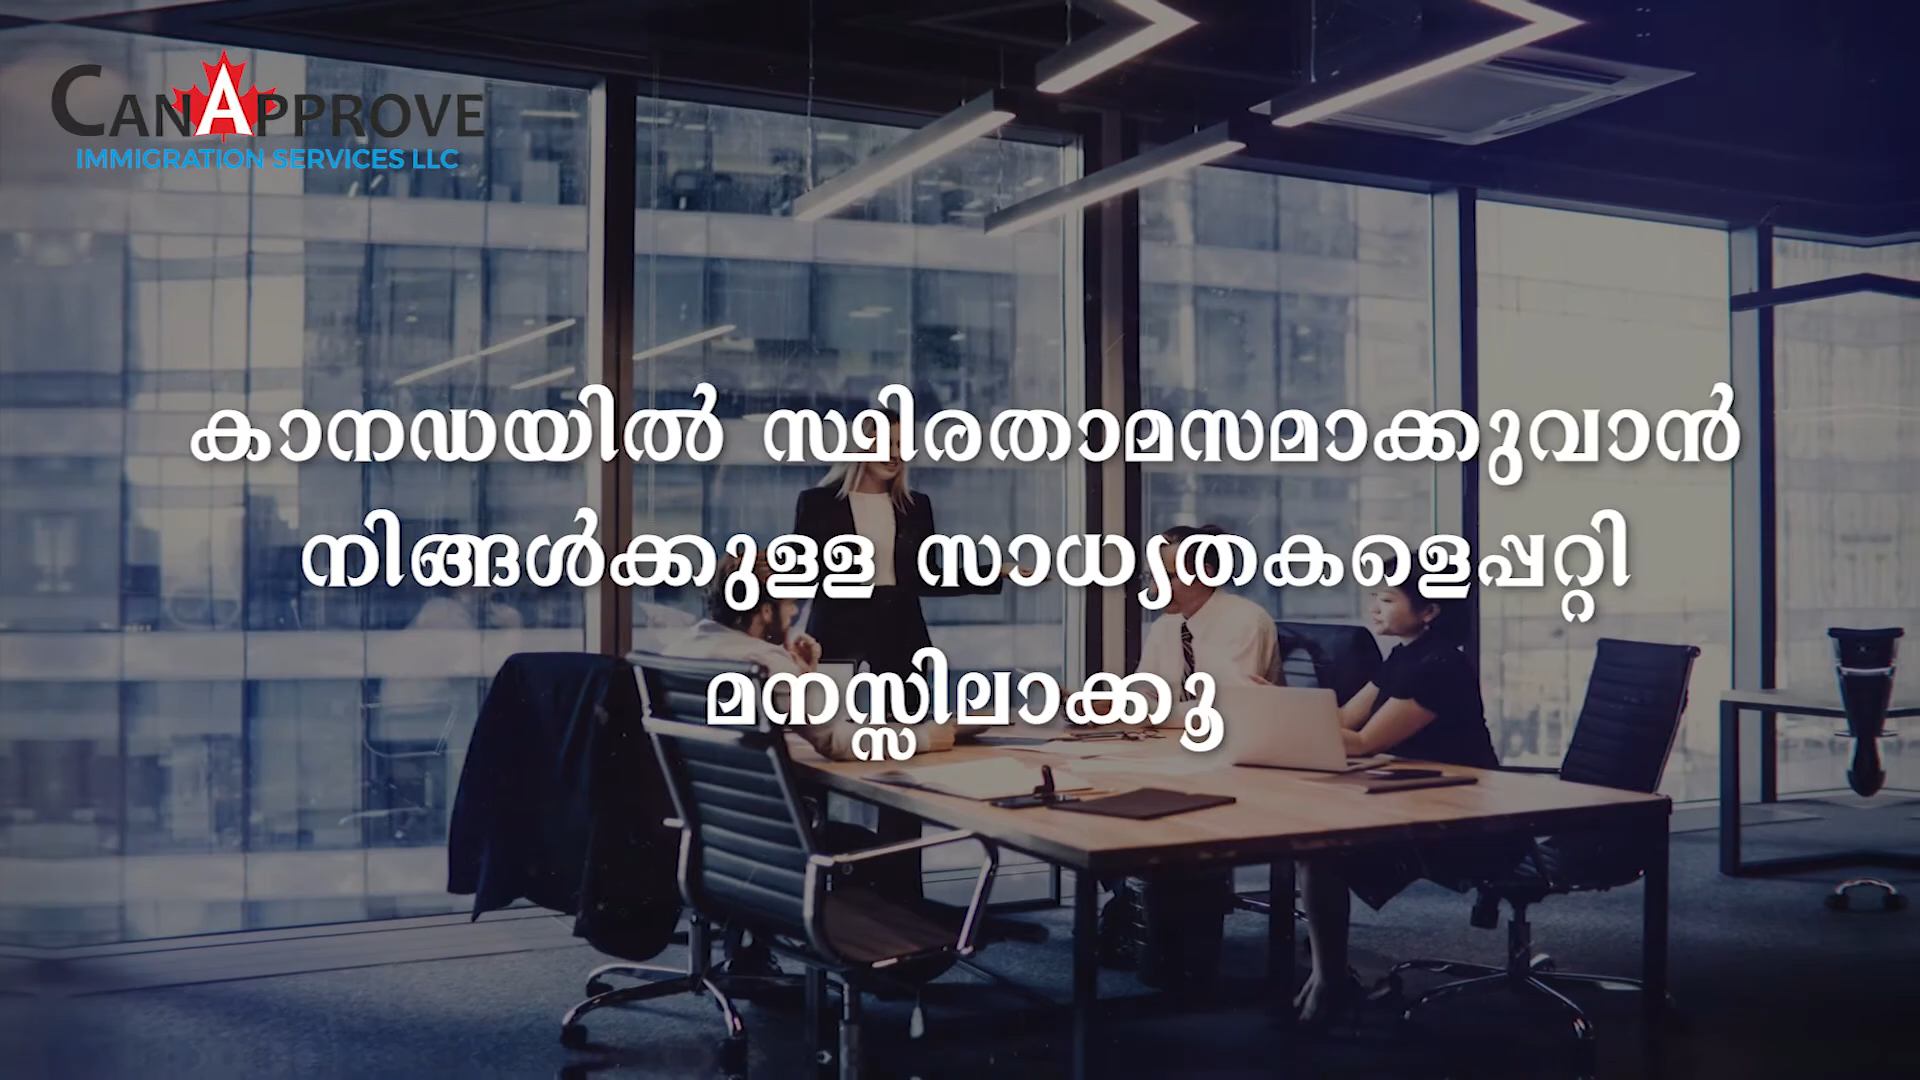 CANAPPROVE
IMMIGRATION SERVICES LLC
കാനഡയിൽ സ്ഥിരതാമസമാക്കുവാൻ
നിങ്ങൾക്കുള്ള സാധ്യതകളെപ്പറ്റി
മനസ്സിലാക്കൂ